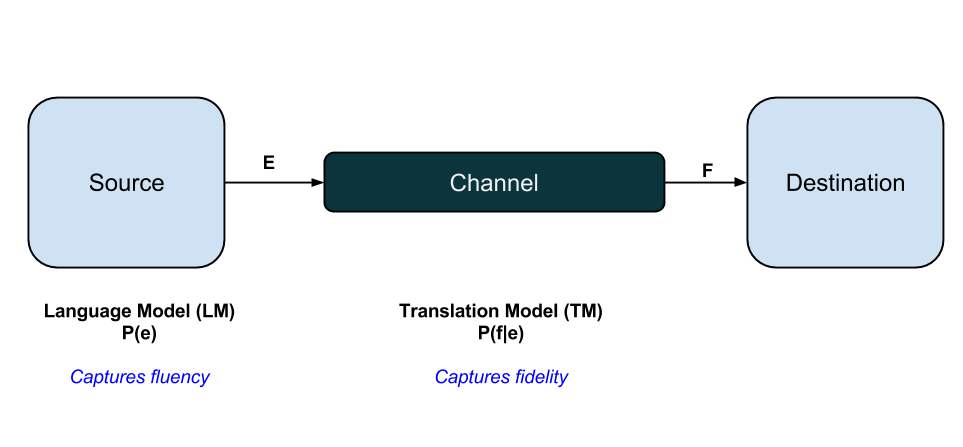 E
F
Source
Channel
Destination
Language Model (LM)
P(e)
Translation Model (TM)
P(f|e)
Captures fluency
Captures fidelity